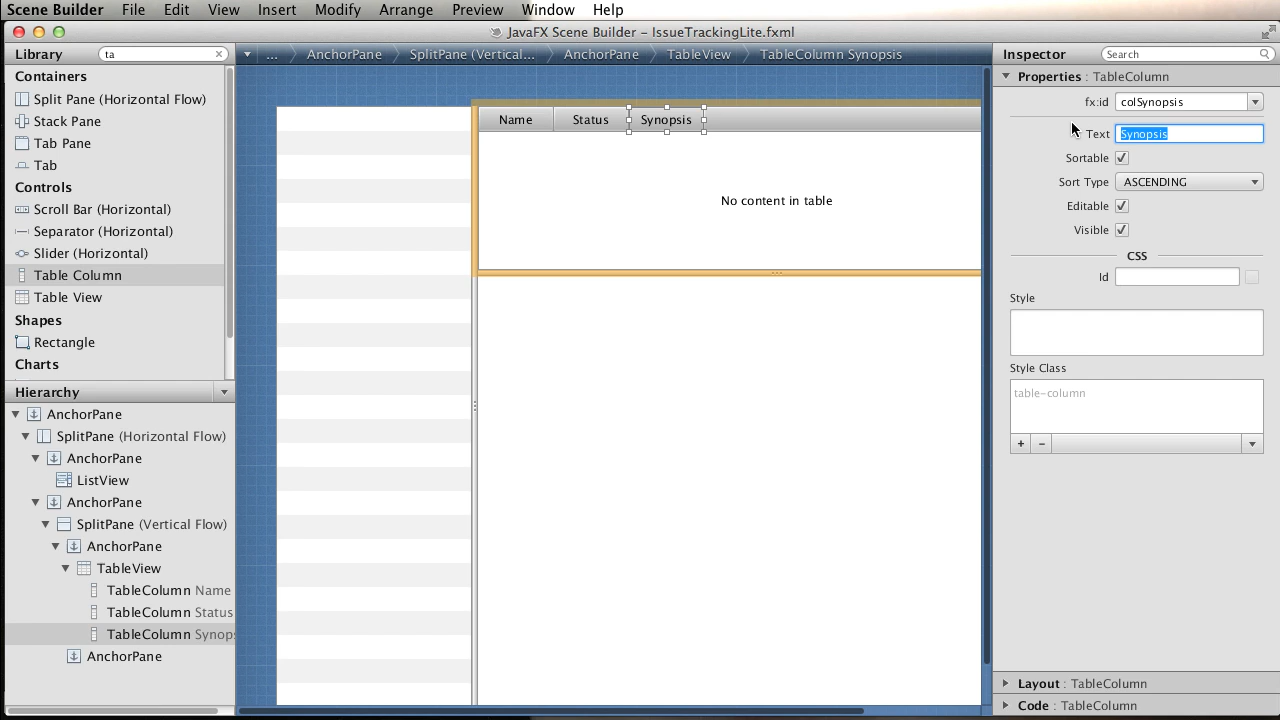 Scene Builder File Edit View Insert Modify Arrange Preview Window Help
JavaFX Scene Builder – IssueTrackingLite.fxml
Library ta
... AnchorPane SplitPane (Vertical... AnchorPane TableView TableColumn Synopsis
Inspector Search
Containers
Split Pane (Horizontal Flow)
Stack Pane
Tab Pane
Tab
Controls
Scroll Bar (Horizontal)
Separator (Horizontal)
Slider (Horizontal)
Table Column
Table View
Shapes
Rectangle
Charts
Hierarchy
AnchorPane
SplitPane (Horizontal Flow)
AnchorPane
ListView
AnchorPane
SplitPane (Vertical Flow)
AnchorPane
TableView
TableColumn Name
TableColumn Status
TableColumn Synops
AnchorPane
Name Status Synopsis
No content in table
Properties : TableColumn
fx:id colSynopsis
Text Synopsis
Sortable
Sort Type ASCENDING
Editable
Visible
CSS
Id
Style
Style Class
table-column
+ −
Layout : TableColumn
Code : TableColumn